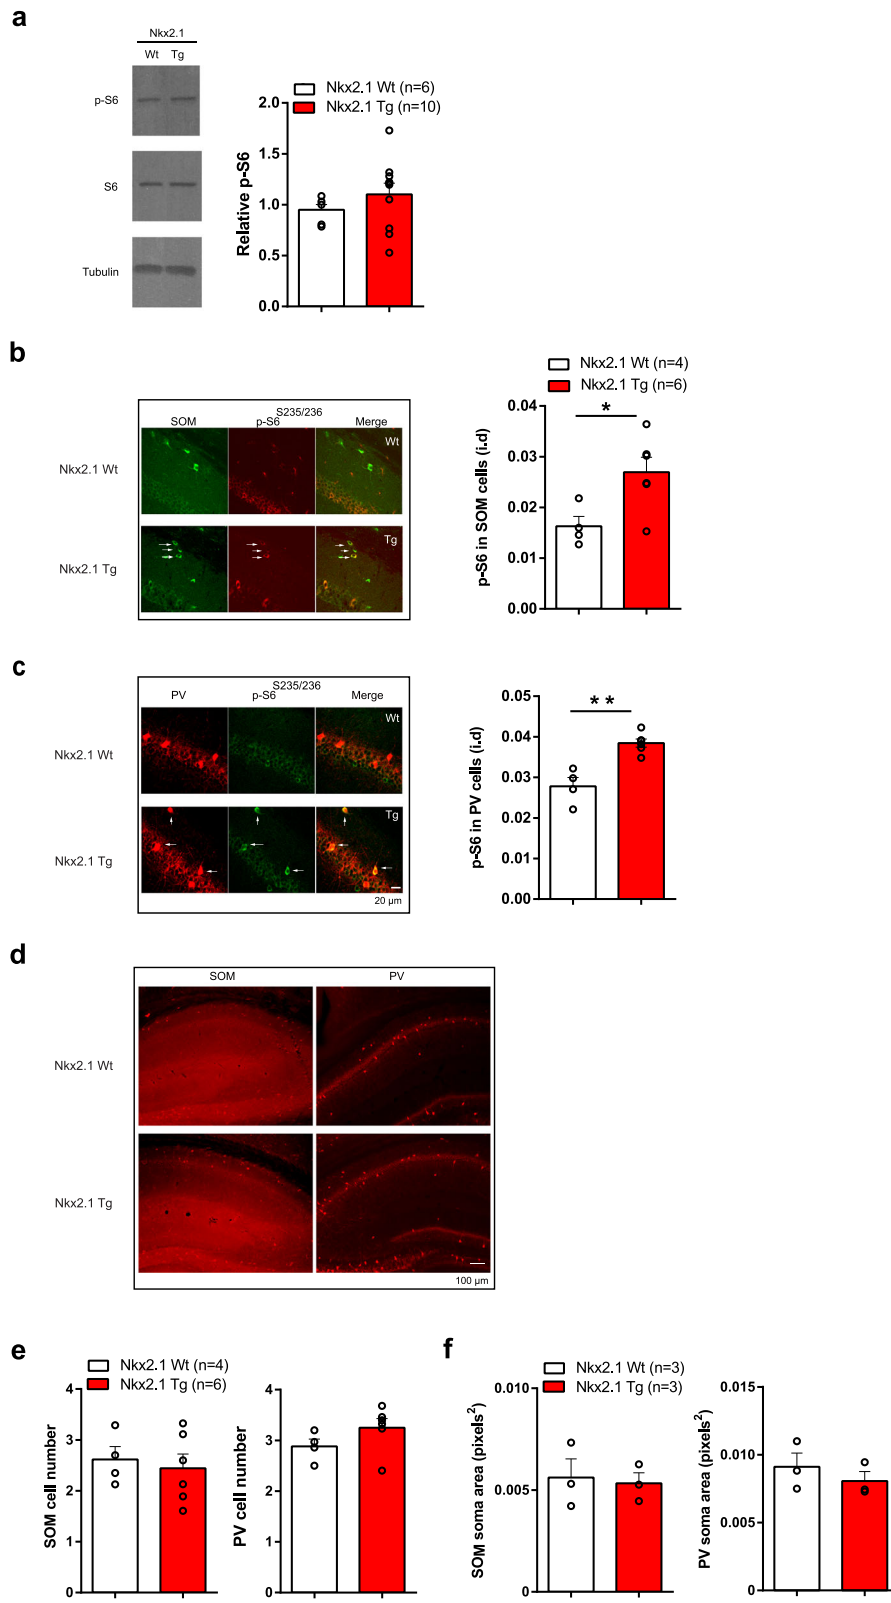 a
Nkx2.1
Wt Tg
p-S6
S6
Tubulin
Nkx2.1 Wt (n=6)
Nkx2.1 Tg (n=10)
Relative p-S6
2.0
1.5
1.0
0.5
0.0
b
S235/236
SOM p-S6 Merge
Nkx2.1 Wt
Wt
Nkx2.1 Tg
Tg
Nkx2.1 Wt (n=4)
Nkx2.1 Tg (n=6)
p-S6 in SOM cells (i.d)
0.04
0.03
0.02
0.01
0.00
*
c
S235/236
PV p-S6 Merge
Nkx2.1 Wt
Wt
Nkx2.1 Tg
Tg
20 µm
p-S6 in PV cells (i.d)
0.05
0.04
0.03
0.02
0.01
0.00
* *
d
SOM PV
Nkx2.1 Wt
Nkx2.1 Tg
100 µm
e
Nkx2.1 Wt (n=4)
Nkx2.1 Tg (n=6)
SOM cell number
4
3
2
1
0
PV cell number
4
3
2
1
0
f
Nkx2.1 Wt (n=3)
Nkx2.1 Tg (n=3)
SOM soma area (pixels²)
0.010
0.005
0.000
PV soma area (pixels²)
0.015
0.010
0.005
0.000